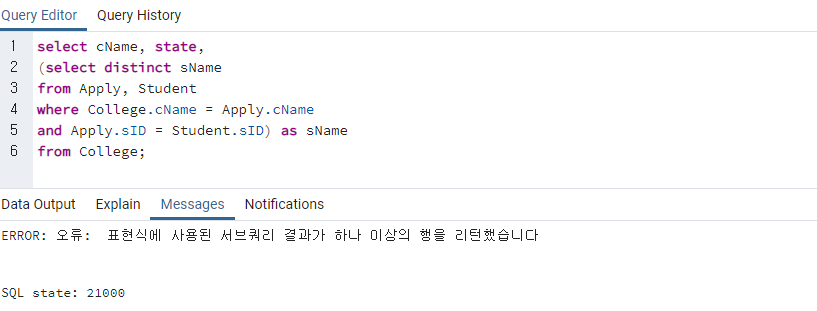 Query Editor Query History
1 select cName, state,
2 (select distinct sName
3 from Apply, Student
4 where College.cName = Apply.cName
5 and Apply.sID = Student.sID) as sName
6 from College;
Data Output Explain Messages Notifications
ERROR: 오류: 표현식에 사용된 서브쿼리 결과가 하나 이상의 행을 리턴했습니다
SQL state: 21000